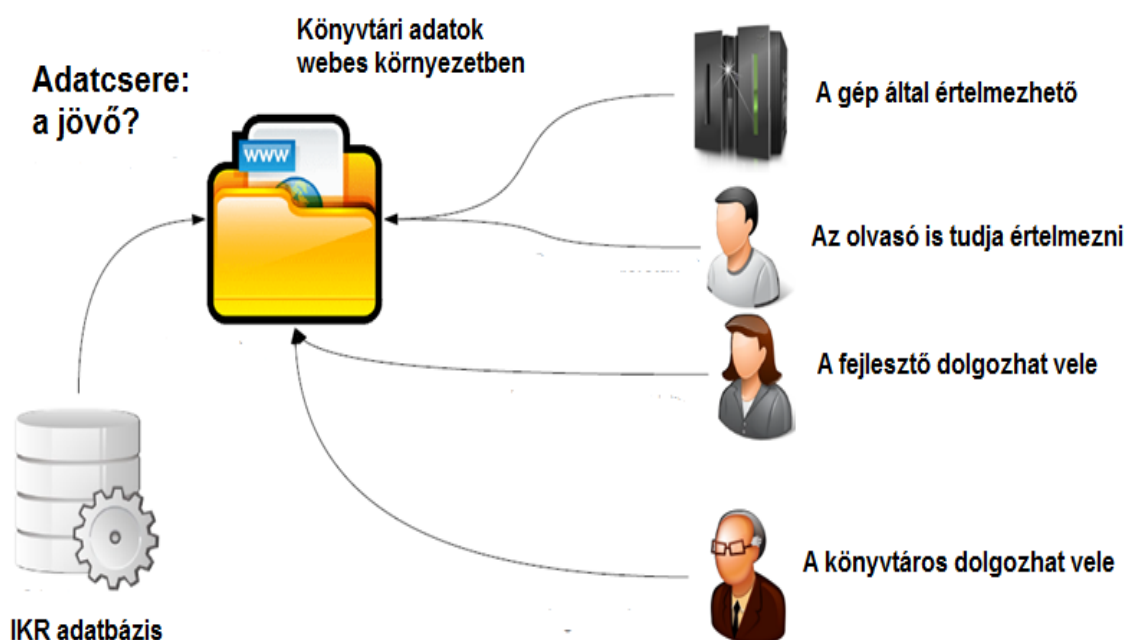 Könyvtári adatok
webes környezetben
Adatcsere:
a jövő?
www
A gép által értelmezhető
Az olvasó is tudja értelmezni
A fejlesztő dolgozhat vele
A könyvtáros dolgozhat vele
IKR adatbázis